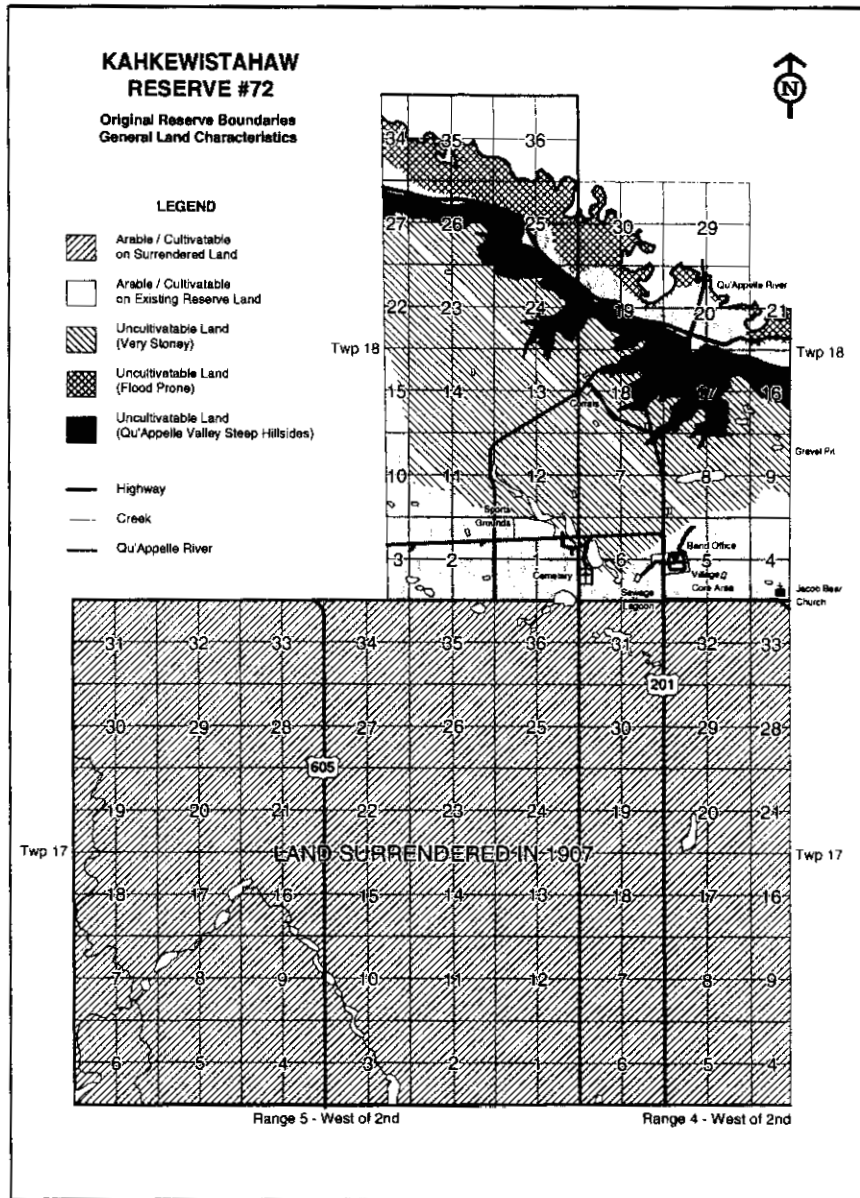 KAHKEWISTAHAW
RESERVE #72
Original Reserve Boundaries
General Land Characteristics
N
LEGEND
Arable / Cultivatable
on Surrendered Land
Arable / Cultivatable
on Existing Reserve Land
Uncultivatable Land
(Very Stoney)
Uncultivatable Land
(Flood Prone)
Uncultivatable Land
(Qu'Appelle Valley Steep Hillsides)
Highway
Creek
Qu'Appelle River
34 35 36
27 26 25 30 29
Qu'Appelle River
22 23 24 19 20 21
Twp 18 Twp 18
15 14 13 18 17 16
Corrals
Gravel Pit
10 11 12 7 8 9
Sports
Grounds
Band Office
3 2 6 5 4
Cemetery
Village
Core Area
Sewage
Lagoon
Jacob Bear
Church
31 32 33 34 35 36 31 32 33
201
30 29 28 27 26 25 30 29 28
605
19 20 21 22 23 24 19 20 21
Twp 17 LAND SURRENDERED IN 1907 Twp 17
18 17 16 15 14 13 18 17 16
7 8 9 10 11 12 7 8 9
6 5 4 3 2 1 6 5 4
Range 5 - West of 2nd Range 4 - West of 2nd